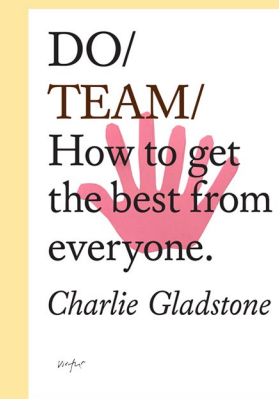 DO/
TEAM/
How to get
the best from
everyone.
Charlie Gladstone